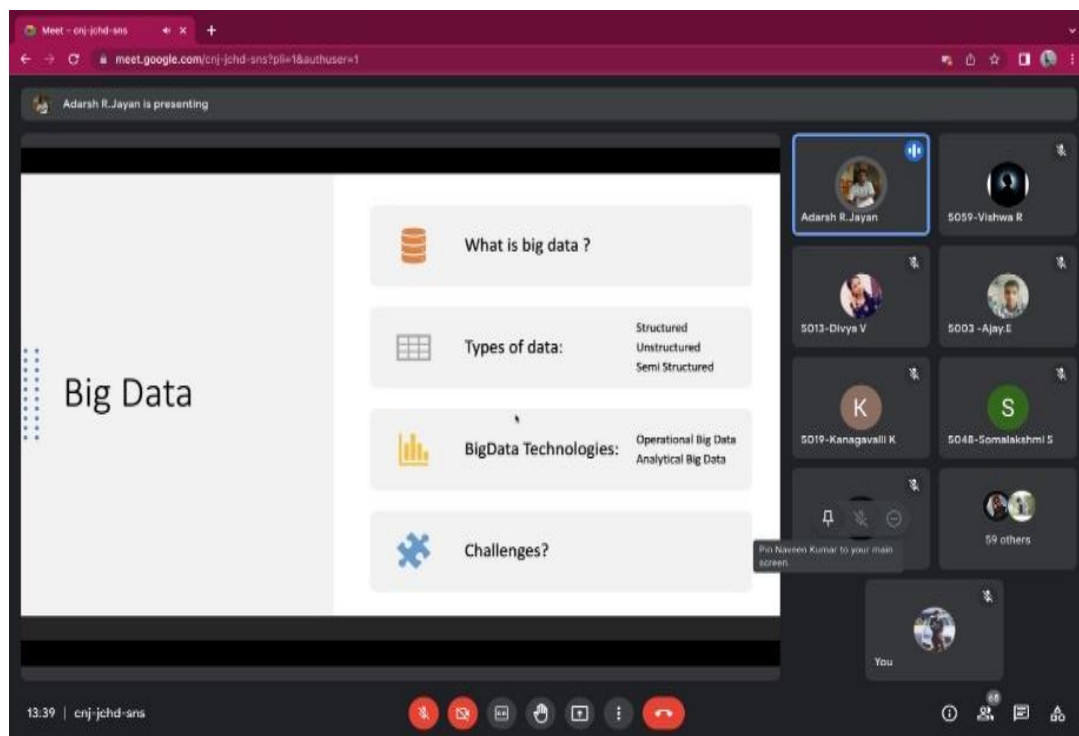 Meet – cnj-jchd-sns
meet.google.com/cnj-jchd-sns?pli=1&authuser=1
Adarsh R.Jayan is presenting
Big Data
What is big data ?
Types of data:
Structured
Unstructured
Semi Structured
BigData Technologies:
Operational Big Data
Analytical Big Data
Challenges?
Adarsh R.Jayan
5059-Vishwa R
5013-Divya V
5003 -Ajay.E
K
5019-Kanagavalli K
S
5048-Somalakshmi S
Pin Naveen Kumar to your main
screen.
59 others
You
13:39 | cnj-jchd-sns
68